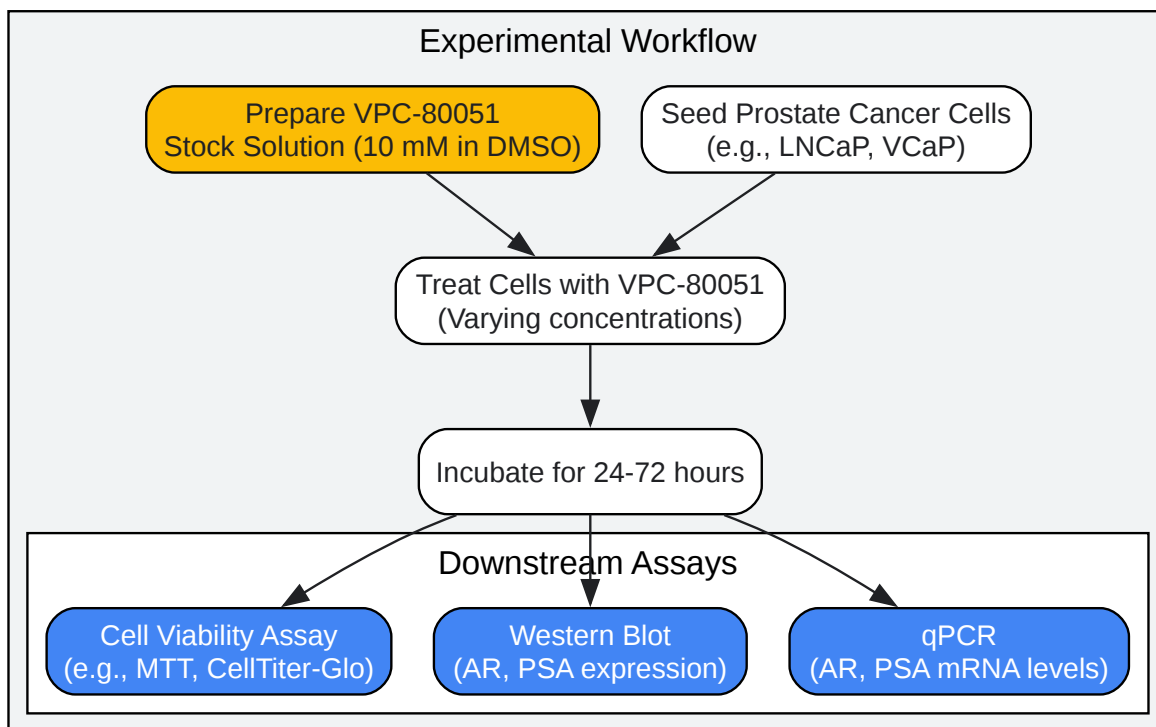 Experimental Workflow
Prepare VPC-80051
Stock Solution (10 mM in DMSO)
Seed Prostate Cancer Cells
(e.g., LNCaP, VCaP)
Treat Cells with VPC-80051
(Varying concentrations)
Incubate for 24-72 hours
Downstream Assays
Cell Viability Assay
(e.g., MTT, CellTiter-Glo)
Western Blot
(AR, PSA expression)
qPCR
(AR, PSA mRNA levels)